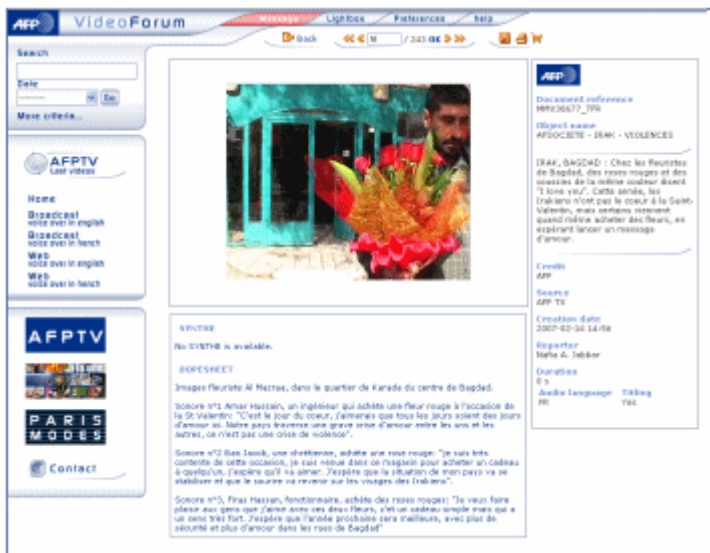 AFP VideoForum
Message Lightbox Preferences help
Back
/ 243 OK
Search
Date
Go
More criteria...
AFPTV
Last videos
Home
Broadcast
voice over in english
Broadcast
voice over in french
Web
voice over in english
Web
voice over in french
AFPTV
PARIS
MODES
Contact
SYNTHE
No SYNTHE is available.
DOPESHEET
Images fleuriste Al Mazraa, dans le quartier de Karada du centre de Bagdad.
Sonore n°1 Amar Hussain, un ingénieur qui achète une fleur rouge à l'occasion de
la St Valentin: "C'est le jour du coeur, j'aimerais que tous les jours soient des jours
d'amour ici. Notre pays traverse une grave crise d'amour entre les uns et les
autres, ce n'est pas une crise de violence".
Sonore n°2 Ban Jacob, une chrétienne, achète une rose rouge: "je suis très
contente de cette occasion, je suis venue dans ce magasin pour acheter un cadeau
à quelqu'un, j'espère qu'il va aimer. J'espère que la situation de mon pays va se
stabiliser et que le sourire va revenir sur les visages des Irakiens".
Sonore n°3, Firas Hassan, fonctionnaire, achète des roses rouges: "Je veux faire
plaisir aux gens que j'aime avec ces deux fleurs, c'est un cadeau simple mais qui a
un sens très fort. J'espère que l'année prochaine sera meilleure, avec plus de
sécurité et plus d'amour dans les rues de Bagdad"
AFP
Document reference
Object name
AFSOCIETE - IRAK - VIOLENCES
IRAK, BAGDAD : Chez les fleuristes
de Bagdad, des roses rouges et des
coussins de la même couleur disent
"I love you". Cette année, les
Irakiens n'ont pas le coeur à la Saint-
Valentin, mais certains viennent
quand même acheter des fleurs, en
espérant lancer un message
d'amour.
Credit
AFP
Source
AFP TV
Creation date
2007-02-14 14:56
Reporter
Nafia A. Jabbar
Duration
Audio language Titling
FR Yes